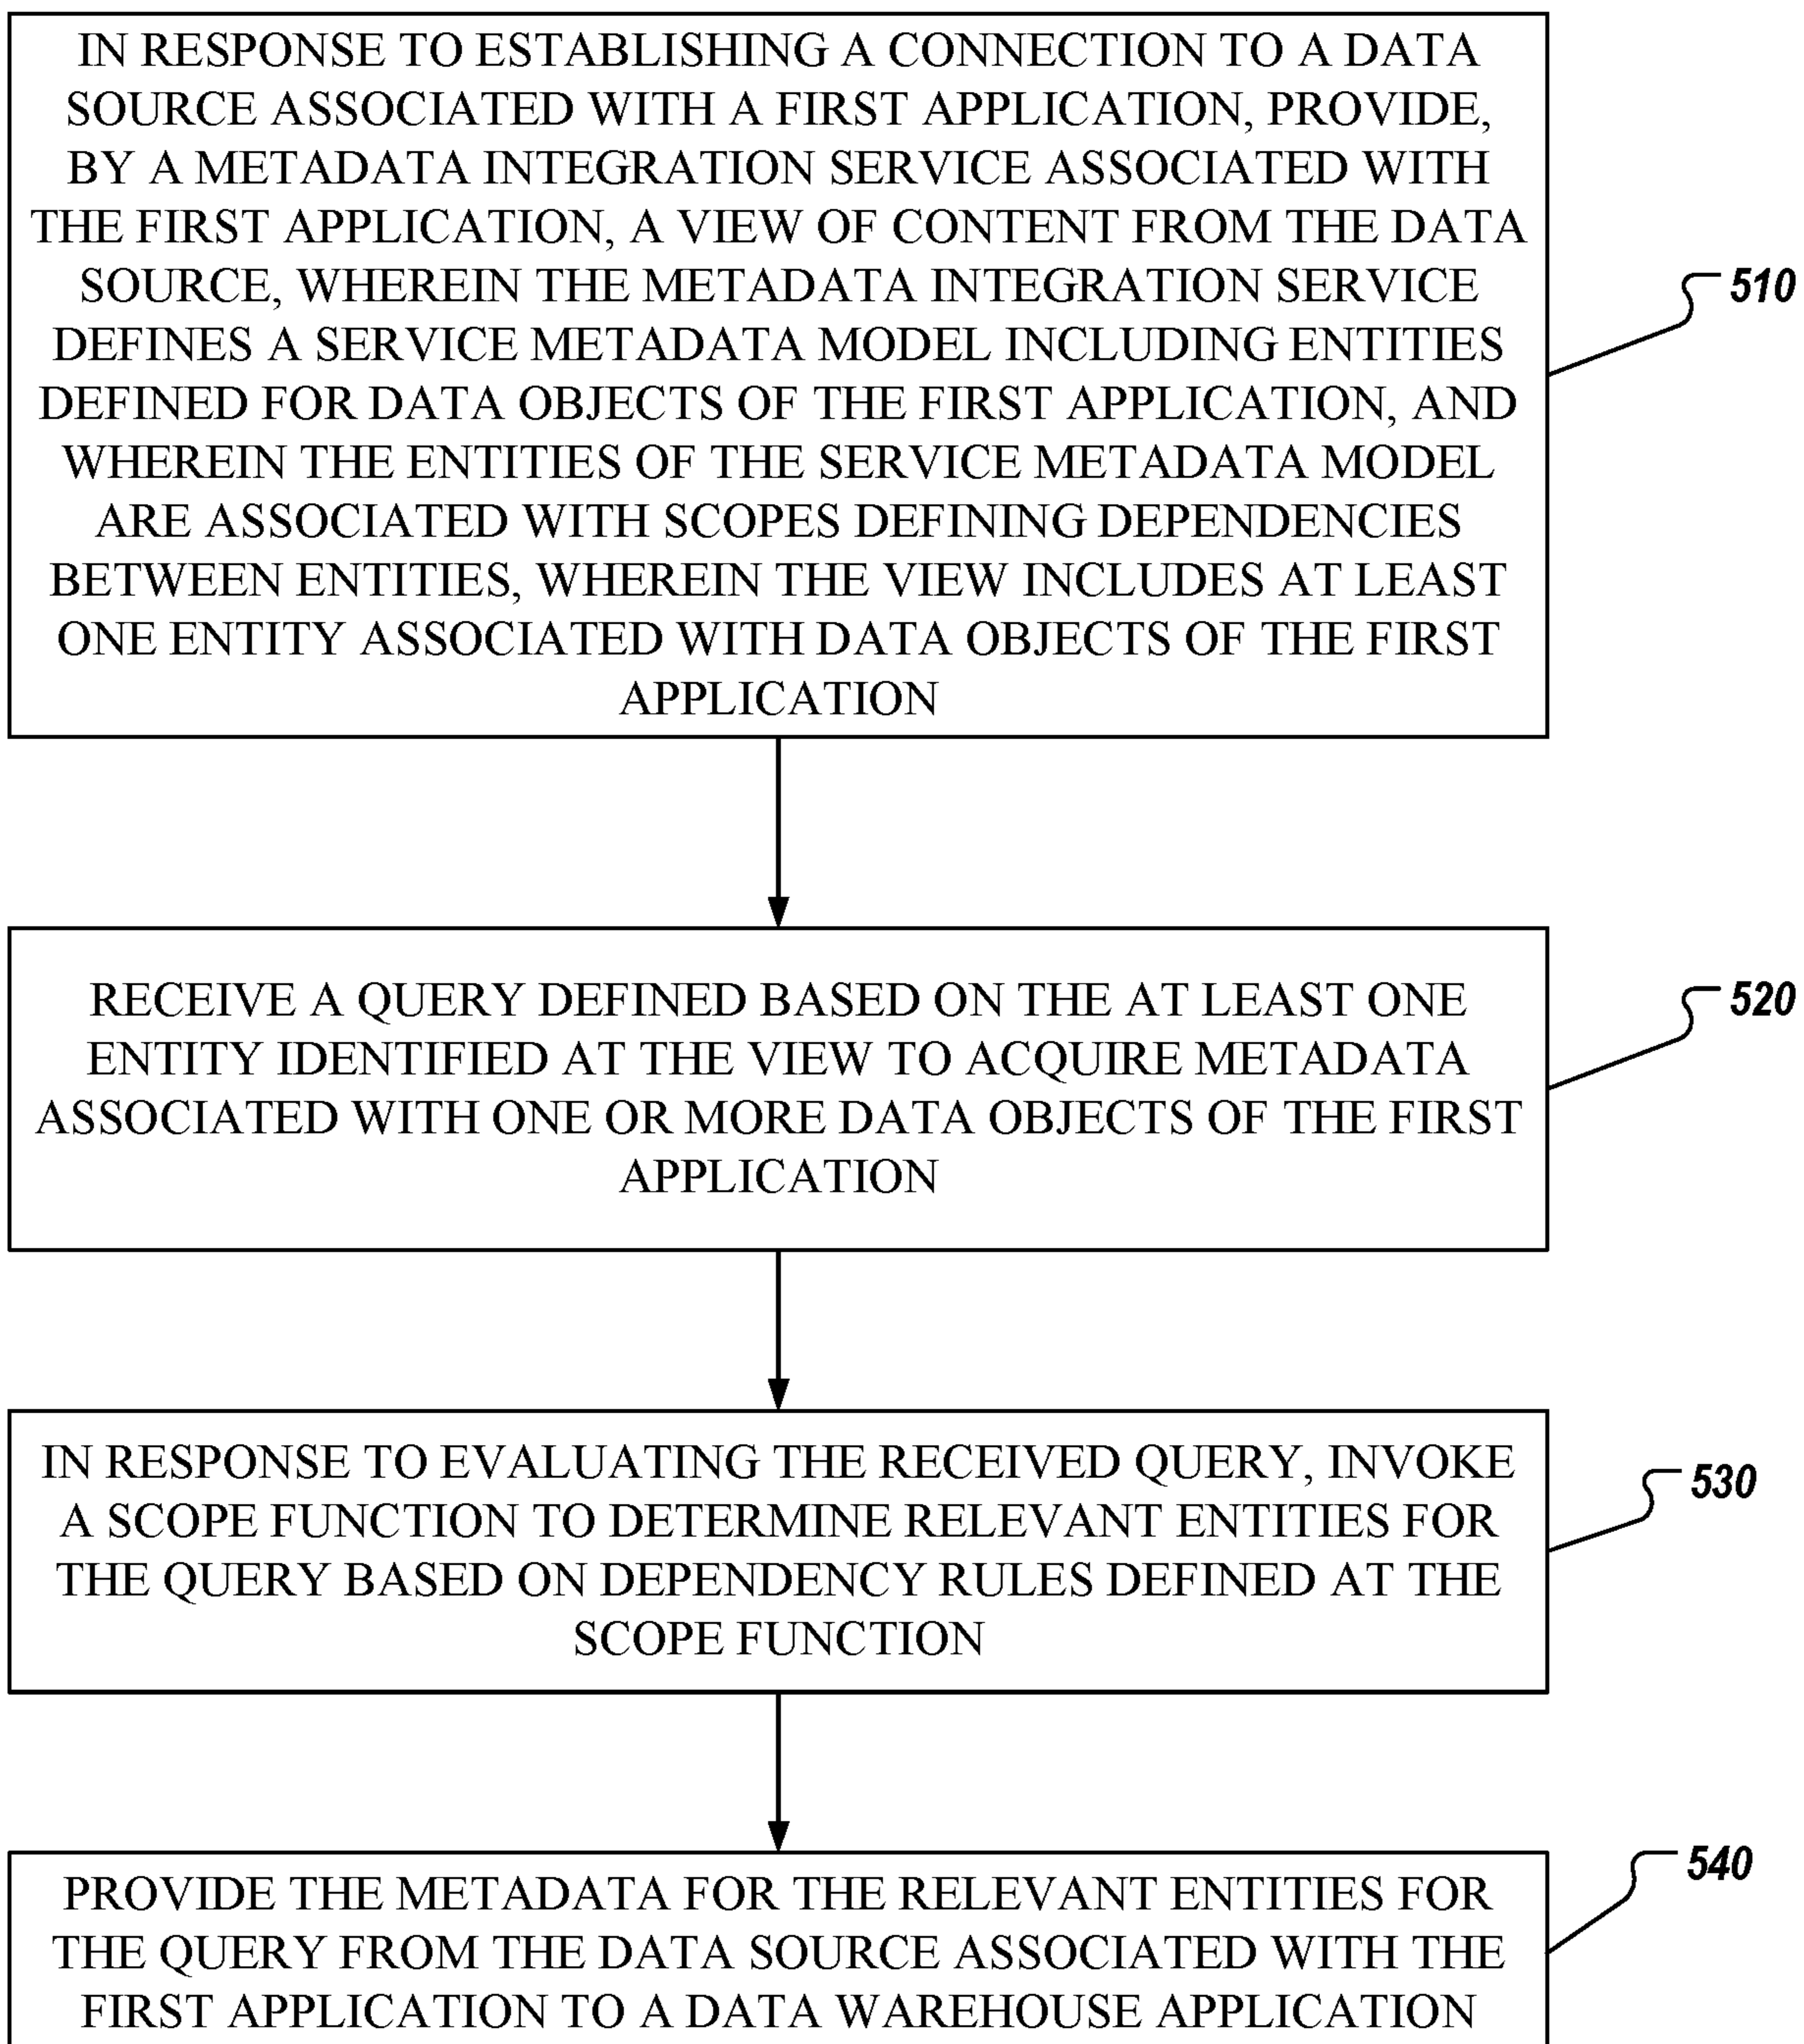 IN RESPONSE TO ESTABLISHING A CONNECTION TO A DATA
SOURCE ASSOCIATED WITH A FIRST APPLICATION, PROVIDE,
BY A METADATA INTEGRATION SERVICE ASSOCIATED WITH
THE FIRST APPLICATION, A VIEW OF CONTENT FROM THE DATA
SOURCE, WHEREIN THE METADATA INTEGRATION SERVICE
DEFINES A SERVICE METADATA MODEL INCLUDING ENTITIES
DEFINED FOR DATA OBJECTS OF THE FIRST APPLICATION, AND
WHEREIN THE ENTITIES OF THE SERVICE METADATA MODEL
ARE ASSOCIATED WITH SCOPES DEFINING DEPENDENCIES
BETWEEN ENTITIES, WHEREIN THE VIEW INCLUDES AT LEAST
ONE ENTITY ASSOCIATED WITH DATA OBJECTS OF THE FIRST
APPLICATION
510
RECEIVE A QUERY DEFINED BASED ON THE AT LEAST ONE
ENTITY IDENTIFIED AT THE VIEW TO ACQUIRE METADATA
ASSOCIATED WITH ONE OR MORE DATA OBJECTS OF THE FIRST
APPLICATION
520
IN RESPONSE TO EVALUATING THE RECEIVED QUERY, INVOKE
A SCOPE FUNCTION TO DETERMINE RELEVANT ENTITIES FOR
THE QUERY BASED ON DEPENDENCY RULES DEFINED AT THE
SCOPE FUNCTION
530
PROVIDE THE METADATA FOR THE RELEVANT ENTITIES FOR
THE QUERY FROM THE DATA SOURCE ASSOCIATED WITH THE
FIRST APPLICATION TO A DATA WAREHOUSE APPLICATION
540